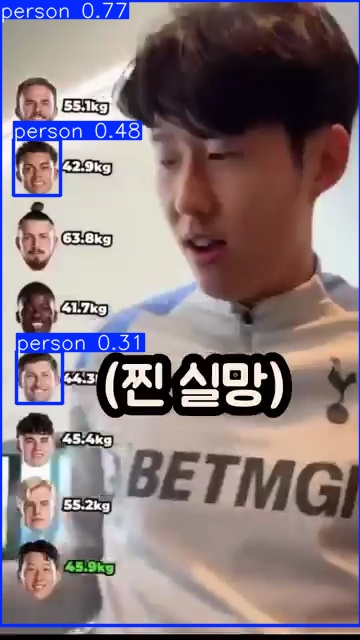 person 0.77
55.1kg
person 0.48
42.9kg
63.8kg
41.7kg
person 0.31
(찐 실망)
45.4kg
BETMGM
55.2kg
45.9kg